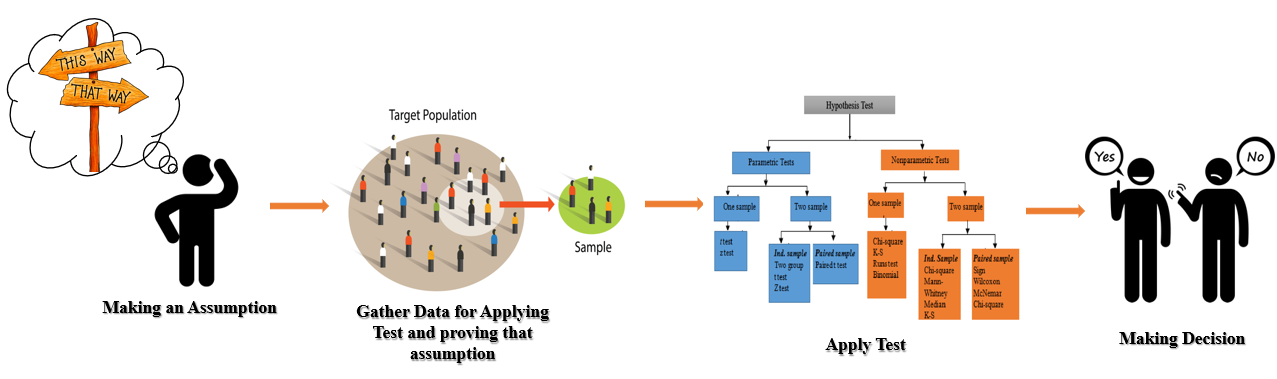 THIS WAY
THAT WAY
Making an Assumption
Target Population
Sample
Gather Data for Applying
Test and proving that
assumption
Hypothesis Test
Parametric Tests
Nonparametric Tests
One sample
Two sample
One sample
Two sample
t test
z test
Ind. sample
Two group
t test
Z test
Paired sample
Paired t test
Chi-square
K-S
Runs test
Binomial
Ind. Sample
Chi-square
Mann-
Whitney
Median
K-S
Paired sample
Sign
Wilcoxon
McNemar
Chi-square
Apply Test
Yes
No
Making Decision